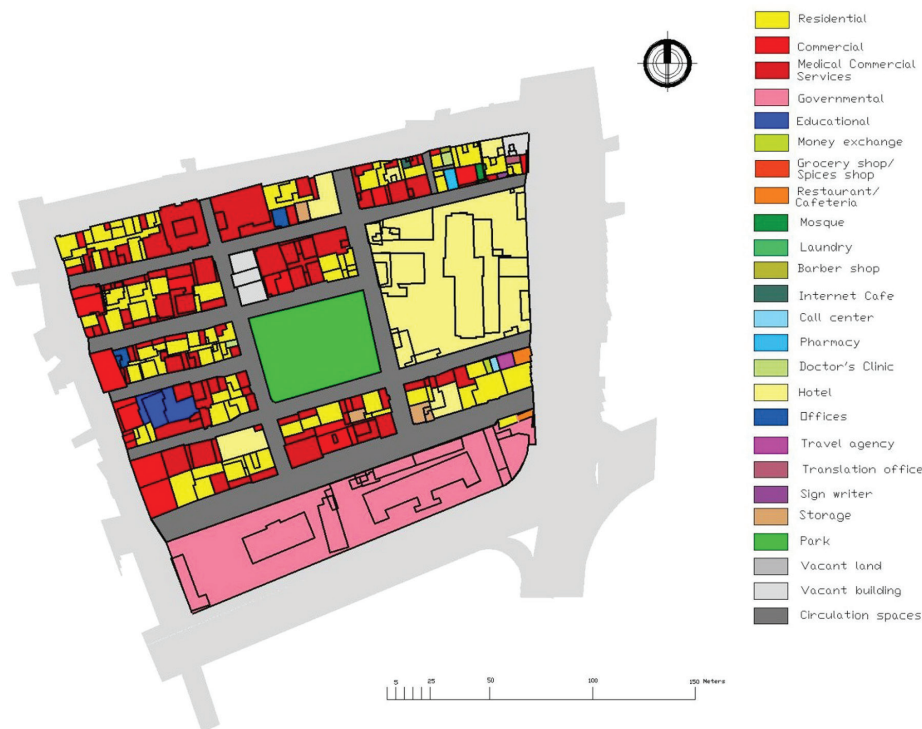 Residential
Commercial
Medical Commercial
Services
Governmental
Educational
Money exchange
Grocery shop/
Spices shop
Restaurant/
Cafeteria
Mosque
Laundry
Barber shop
Internet Cafe
Call center
Pharmacy
Doctor's Clinic
Hotel
Offices
Travel agency
Translation office
Sign writer
Storage
Park
Vacant land
Vacant building
Circulation spaces
5 25 50 100 150 Meters